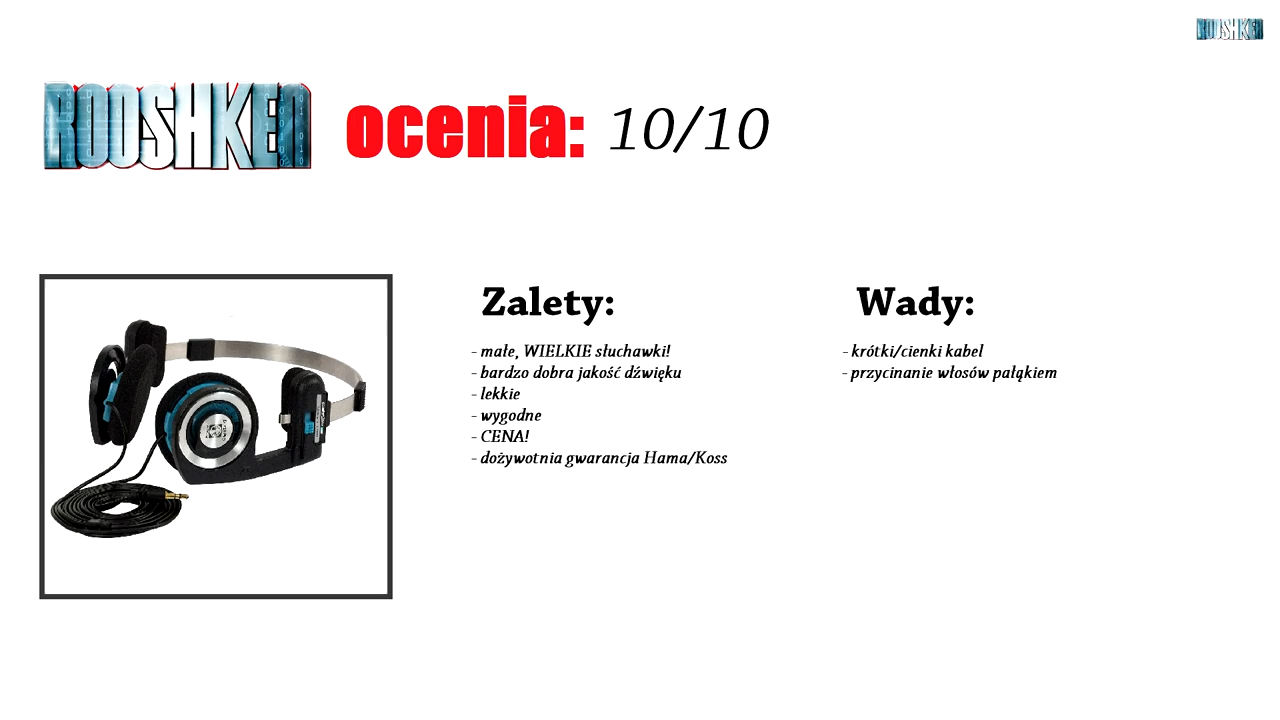 ROOSHKEN
ROOSHKEN ocenia: 10/10
Zalety:
- małe, WIELKIE słuchawki!
- bardzo dobra jakość dźwięku
- lekkie
- wygodne
- CENA!
- dożywotnia gwarancja Hama/Koss
Wady:
- krótki/cienki kabel
- przycinanie włosów pałąkiem